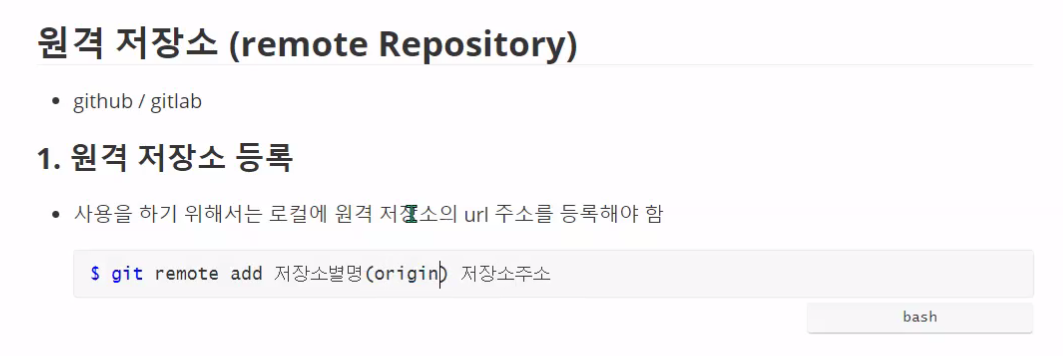 원격 저장소 (remote Repository)
github / gitlab
1. 원격 저장소 등록
사용을 하기 위해서는 로컬에 원격 저장소의 url 주소를 등록해야 함
$ git remote add 저장소별명(origin) 저장소주소
bash